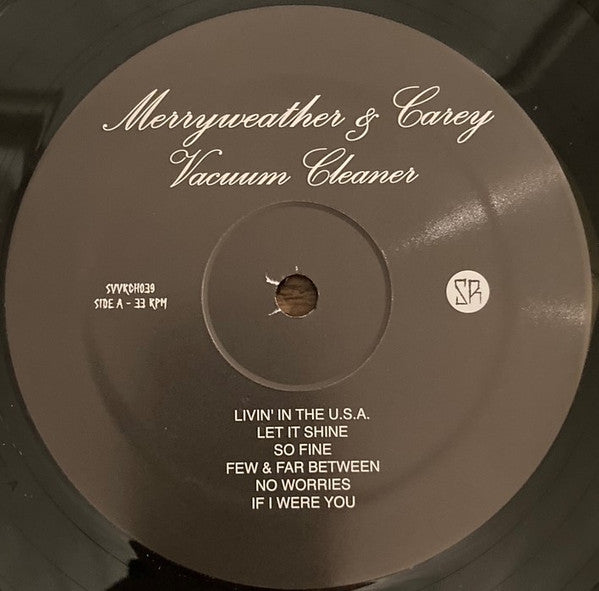 Merryweather & Carey
Vacuum Cleaner
SVVRCH039
SIDE A - 33 RPM
SR
LIVIN' IN THE U.S.A.
LET IT SHINE
SO FINE
FEW & FAR BETWEEN
NO WORRIES
IF I WERE YOU